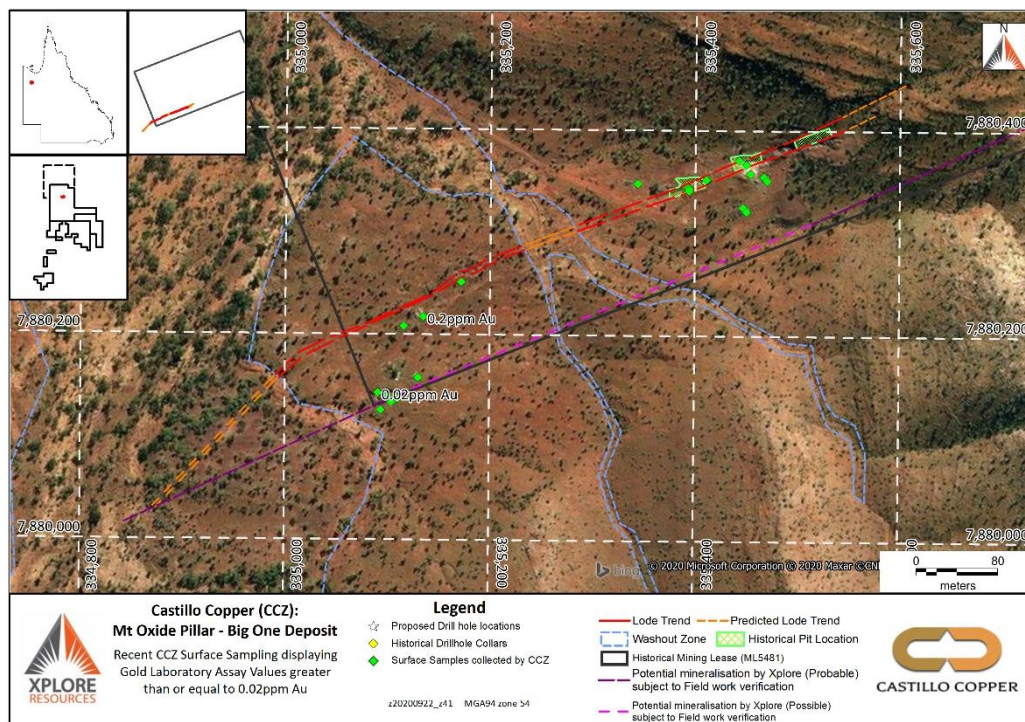 335,000
335,200
335,400
335,600
N
7,880,400
7,880,400
0.2ppm Au
7,880,200
7,880,200
0.02ppm Au
7,880,000
7,880,000
334,800
335,000
335,200
335,400
bing
© 2020 Microsoft Corporation © 2020 Maxar ©CN
0 40 80
meters
XPLORE
RESOURCES
Castillo Copper (CCZ):
Mt Oxide Pillar - Big One Deposit
Recent CCZ Surface Sampling displaying
Gold Laboratory Assay Values greater
than or equal to 0.02ppm Au
Legend
Proposed Drill hole locations
Historical Drillhole Collars
Surface Samples collected by CCZ
z20200922_z41 MGA94 zone 54
Lode Trend
Predicted Lode Trend
Washout Zone
Historical Pit Location
Historical Mining Lease (ML5481)
Potential mineralisation by Xplore (Probable)
subject to Field work verification
Potential mineralisation by Xplore (Possible)
subject to Field work verification
CASTILLO COPPER